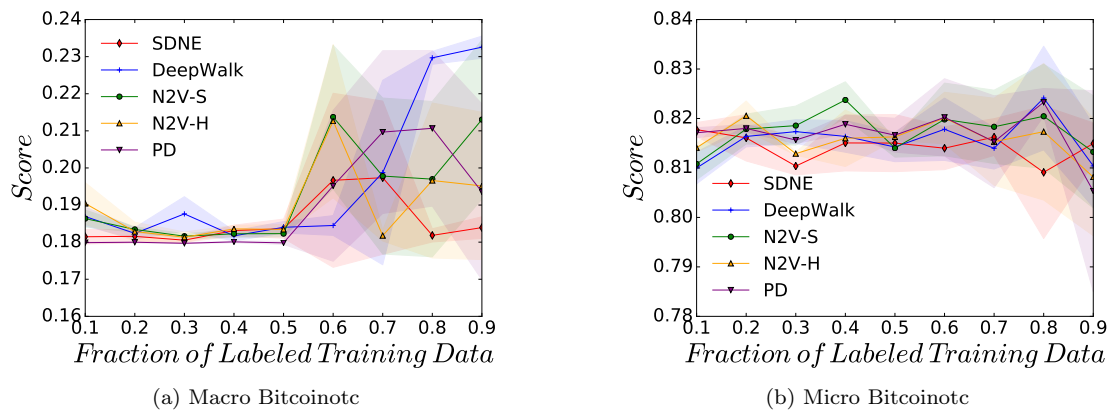 0.24
0.23
0.22
0.21
0.20
0.19
0.18
0.17
0.16
Score
SDNE
DeepWalk
N2V-S
N2V-H
PD
0.1 0.2 0.3 0.4 0.5 0.6 0.7 0.8 0.9
Fraction of Labeled Training Data
(a) Macro Bitcoinotc
0.84
0.83
0.82
0.81
0.80
0.79
0.78
Score
SDNE
DeepWalk
N2V-S
N2V-H
PD
0.1 0.2 0.3 0.4 0.5 0.6 0.7 0.8 0.9
Fraction of Labeled Training Data
(b) Micro Bitcoinotc